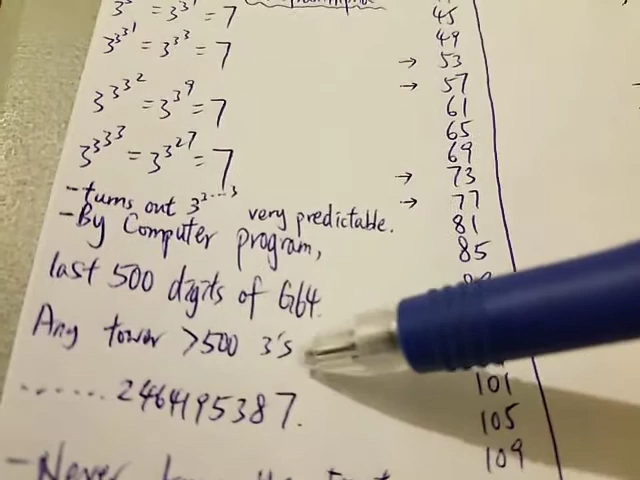 = 7
3^3^3^1 = 3^3^3 = 7
3^3^3^2 = 3^3^9 = 7
3^3^3^3 = 3^3^27 = 7
-turns out 3^3^...3 very predictable.
-By Computer program,
last 500 digits of G64.
Any tower >500 3's
.......2464195387.
-Never
45
49
→ 53
→ 57
61
65
69
→ 73
→ 77
81
85
101
105
109